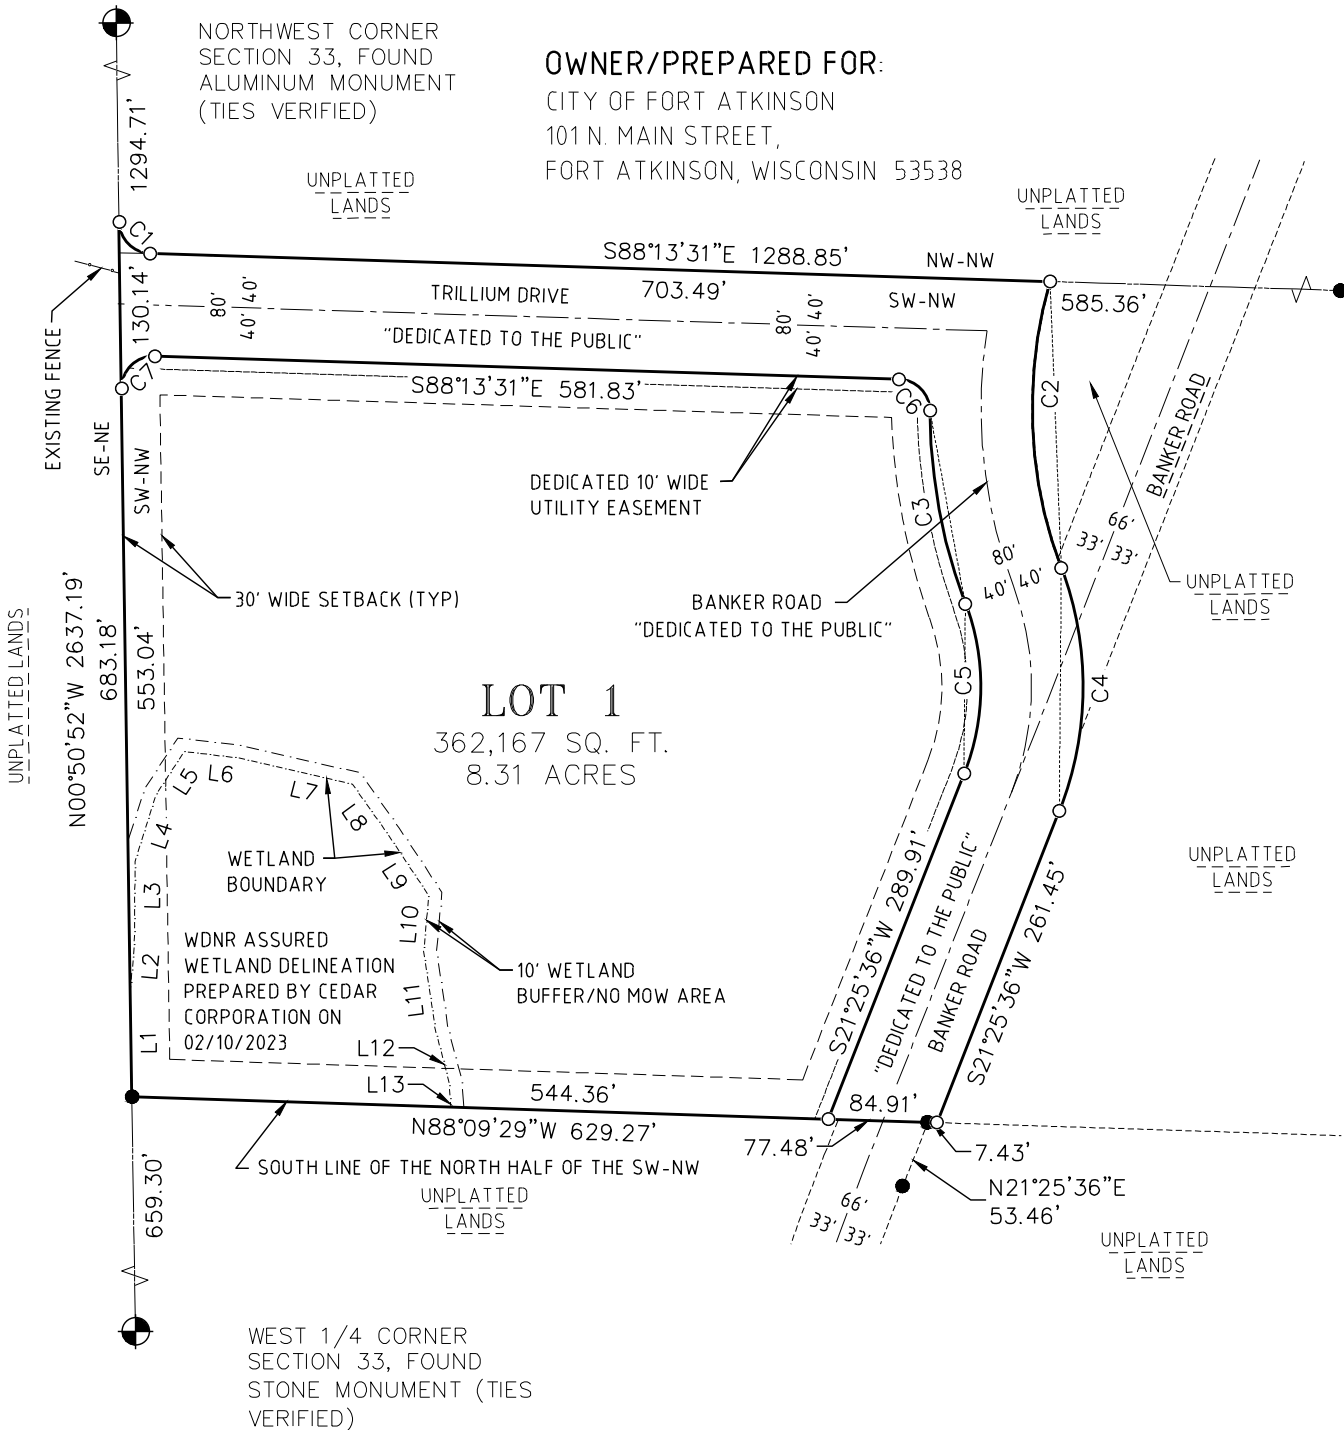 NORTHWEST CORNER
SECTION 33, FOUND
ALUMINUM MONUMENT
(TIES VERIFIED)
OWNER/PREPARED FOR:
CITY OF FORT ATKINSON
101 N. MAIN STREET,
FORT ATKINSON, WISCONSIN 53538
1294.71'
UNPLATTED
LANDS
UNPLATTED
LANDS
C1
S88°13'31"E 1288.85'
NW-NW
703.49'
SW-NW
585.36'
TRILLIUM DRIVE
"DEDICATED TO THE PUBLIC"
80'
40'
40'
80'
40'
40'
130.14'
EXISTING FENCE
C7
S88°13'31"E 581.83'
C6
C2
BANKER ROAD
SE-NE
SW-NW
DEDICATED 10' WIDE
UTILITY EASEMENT
C3
66'
33'
33'
80'
40'
40'
30' WIDE SETBACK (TYP)
BANKER ROAD
"DEDICATED TO THE PUBLIC"
UNPLATTED
LANDS
UNPLATTED LANDS
N00°50'52"W 2637.19'
683.18'
553.04'
LOT 1
362,167 SQ. FT.
8.31 ACRES
C5
C4
L5
L6
L7
L8
L4
WETLAND
BOUNDARY
L9
L3
L10
UNPLATTED
LANDS
WDNR ASSURED
WETLAND DELINEATION
PREPARED BY CEDAR
CORPORATION ON
02/10/2023
L2
L11
L1
10' WETLAND
BUFFER/NO MOW AREA
S21°25'36"W 289.91'
"DEDICATED TO THE PUBLIC"
BANKER ROAD
S21°25'36"W 261.45'
L12
L13
544.36'
84.91'
N88°09'29"W 629.27'
77.48'
7.43'
SOUTH LINE OF THE NORTH HALF OF THE SW-NW
UNPLATTED
LANDS
N21°25'36"E
53.46'
66'
33'
33'
659.30'
UNPLATTED
LANDS
WEST 1/4 CORNER
SECTION 33, FOUND
STONE MONUMENT (TIES
VERIFIED)